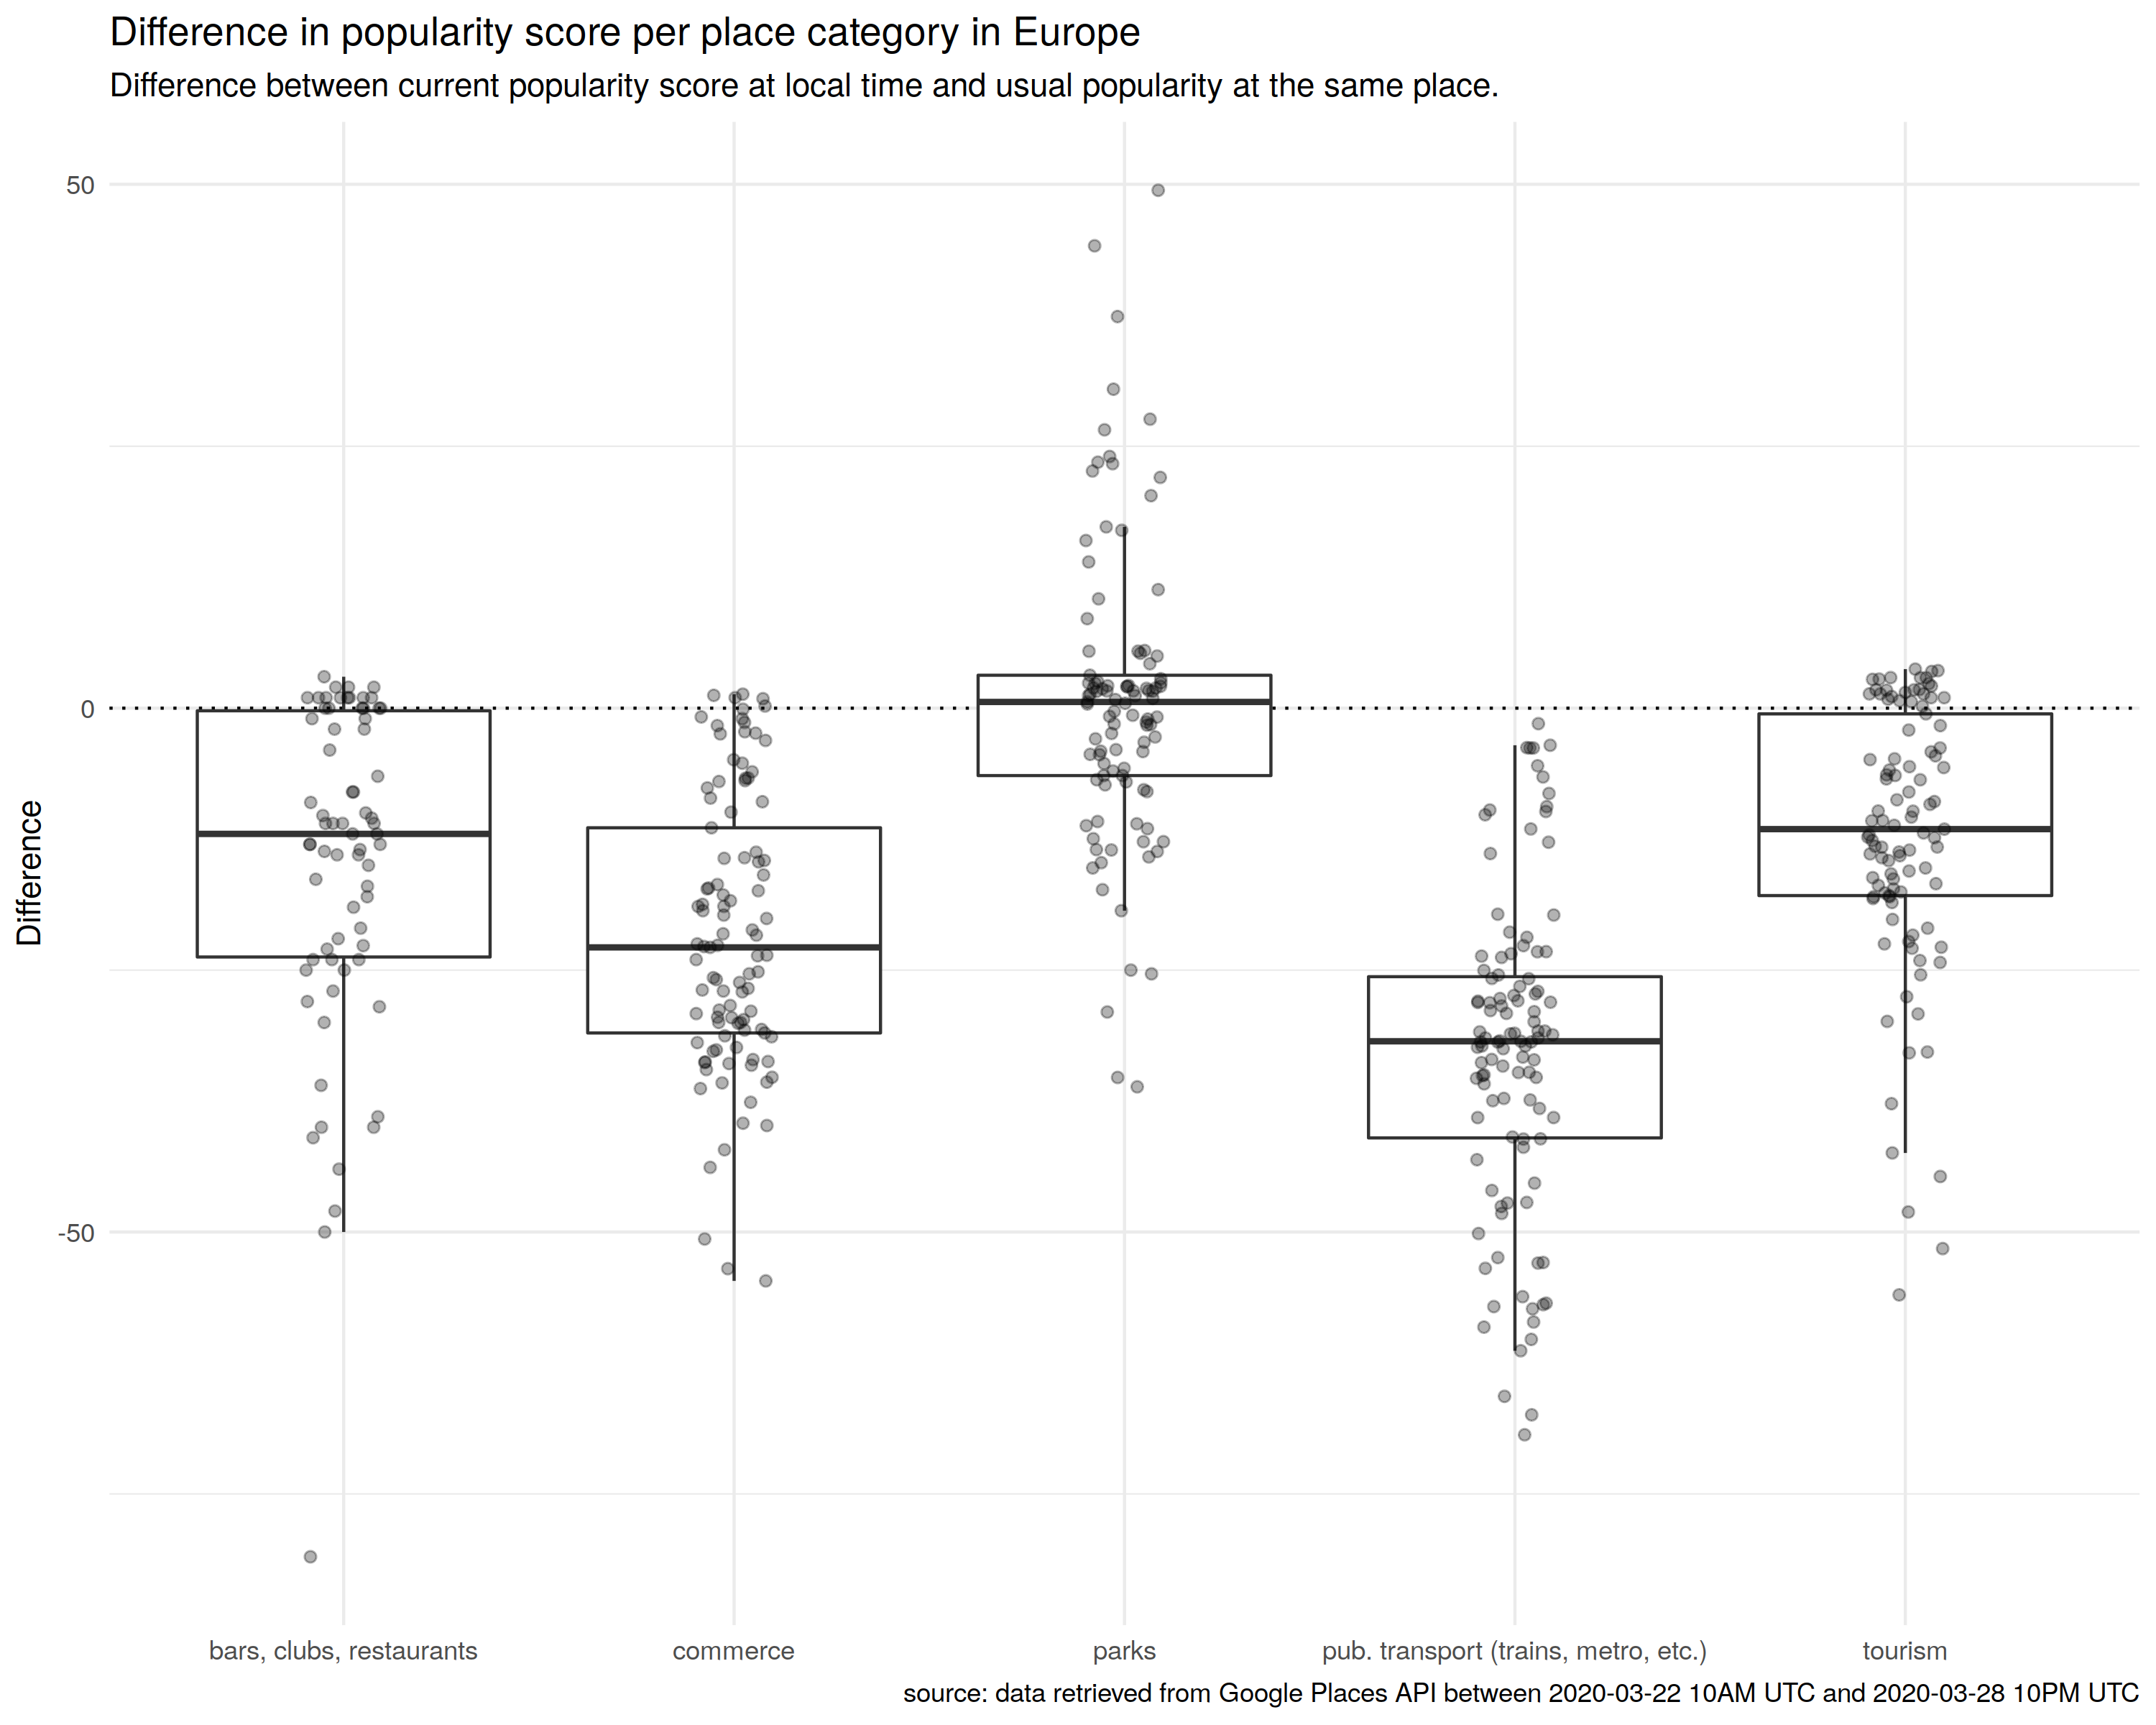 Difference in popularity score per place category in Europe
Difference between current popularity score at local time and usual popularity at the same place.
50
0
-50
Difference
bars, clubs, restaurants
commerce
parks
pub. transport (trains, metro, etc.)
tourism
source: data retrieved from Google Places API between 2020-03-22 10AM UTC and 2020-03-28 10PM UTC